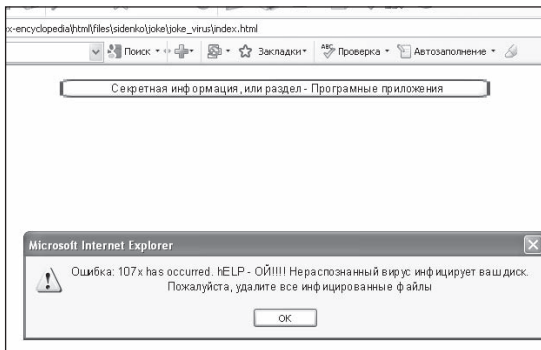 x-encyclopedia\html\files\sidenko\joke\joke_virus\index.html
Поиск Закладки ABC Проверка Автозаполнение
Секретная информация, или раздел - Програмные приложения
Microsoft Internet Explorer
Ошибка: 107x has occurred. hELP - ОЙ!!!! Нераспознанный вирус инфицирует ваш диск.
Пожалуйста, удалите все инфицированные файлы
OK